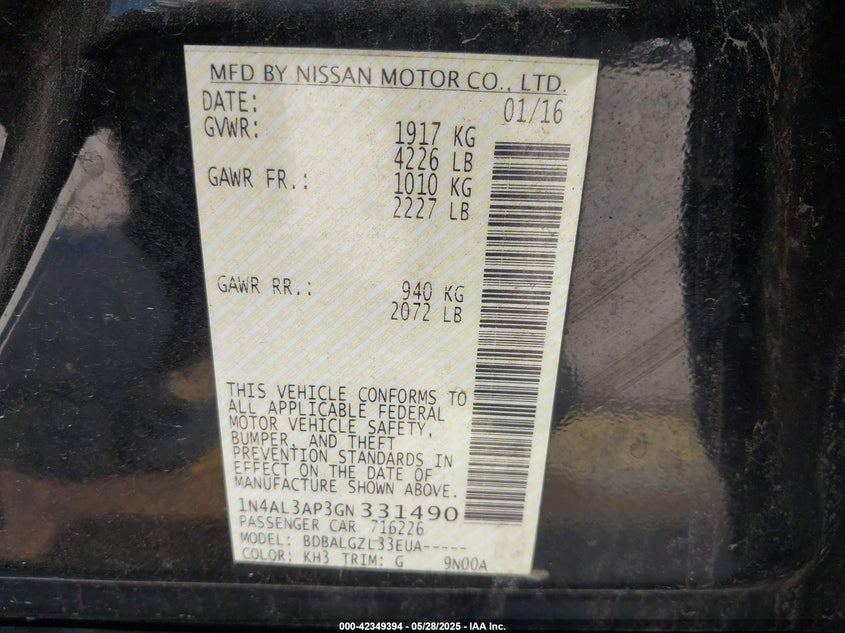 MFD BY NISSAN MOTOR CO., LTD.
DATE: 01/16
GVWR: 1917 KG
4226 LB
GAWR FR.: 1010 KG
2227 LB
GAWR RR.: 940 KG
2072 LB
THIS VEHICLE CONFORMS TO
ALL APPLICABLE FEDERAL
MOTOR VEHICLE SAFETY,
BUMPER, AND THEFT
PREVENTION STANDARDS IN
EFFECT ON THE DATE OF
MANUFACTURE SHOWN ABOVE.
1N4AL3AP3GN331490
PASSENGER CAR 716226
MODEL: BDBALGZL33EUA-----
COLOR: KH3 TRIM: G 9N00A
000-42349394 - 05/28/2025 - IAA Inc.